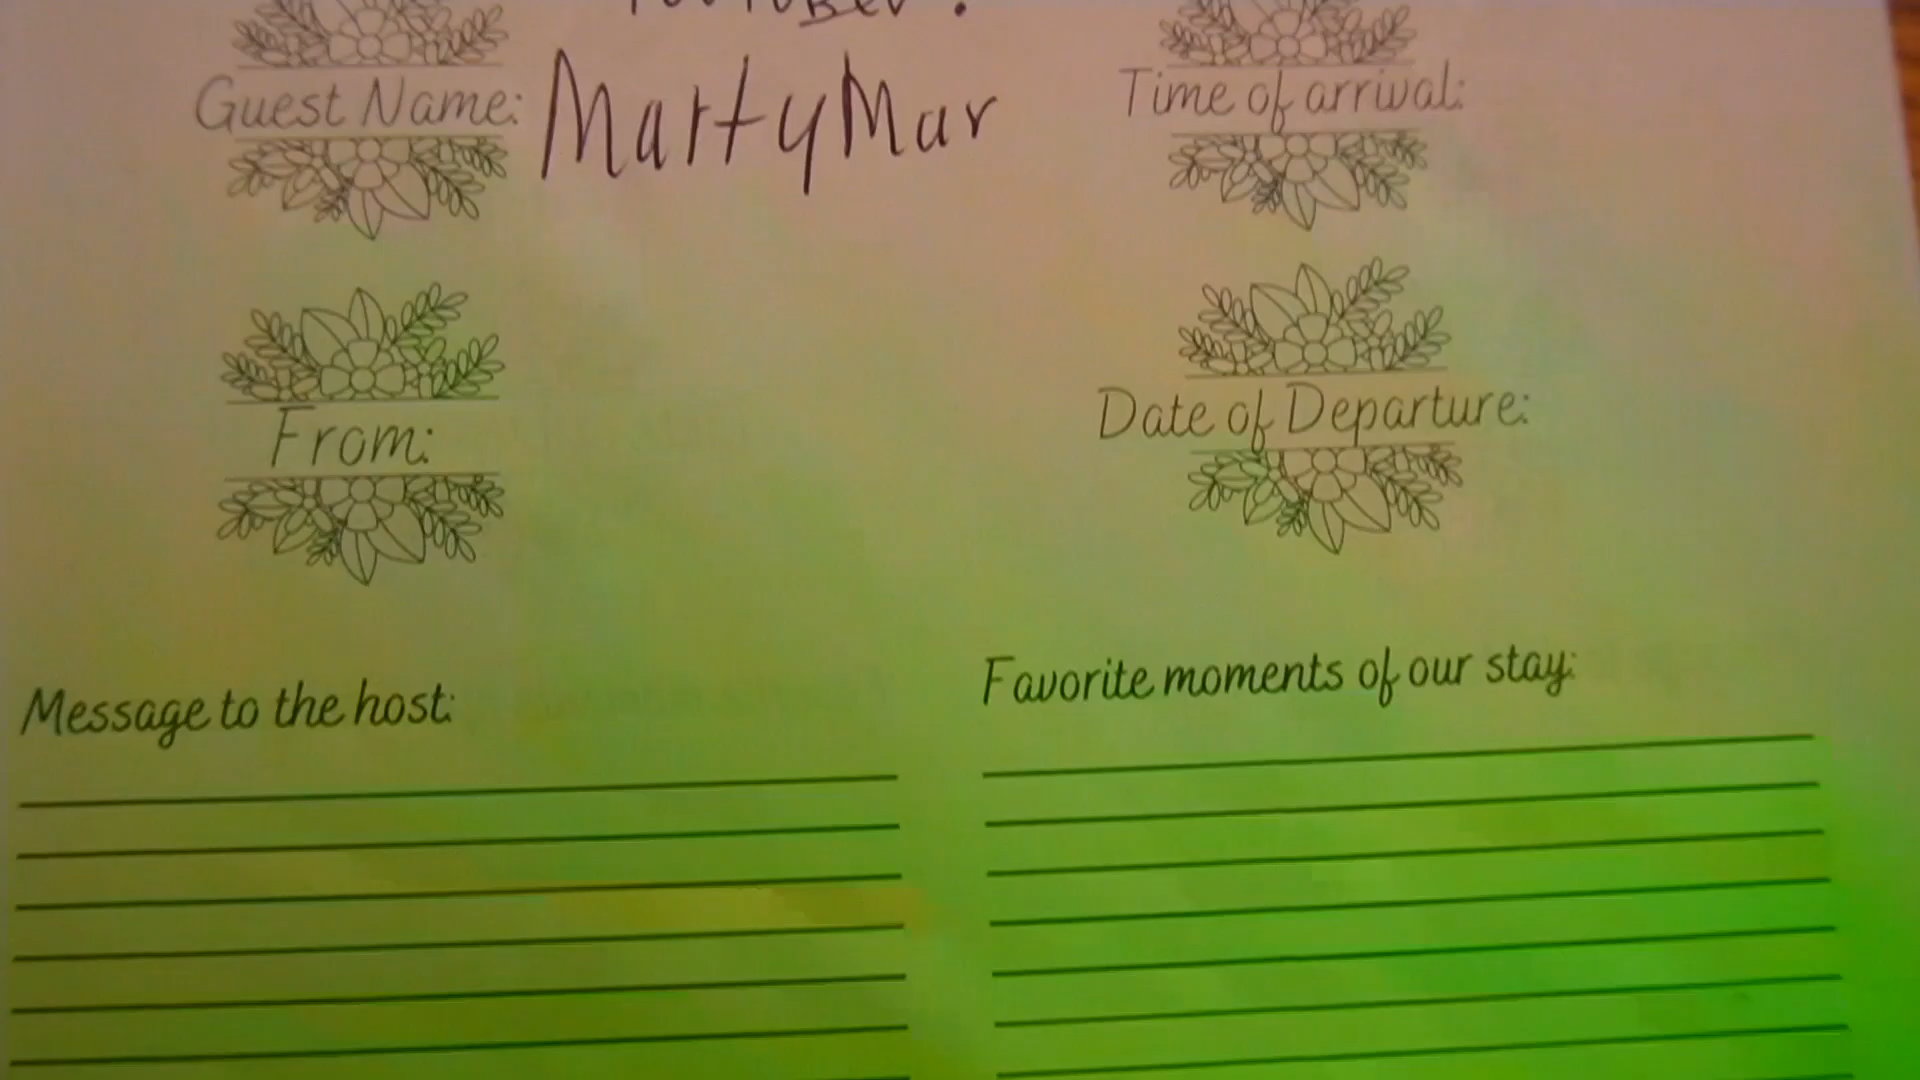 YouTuber:
Guest Name: MartyMar
Time of arrival:
From:
Date of Departure:
Message to the host:
Favorite moments of our stay: